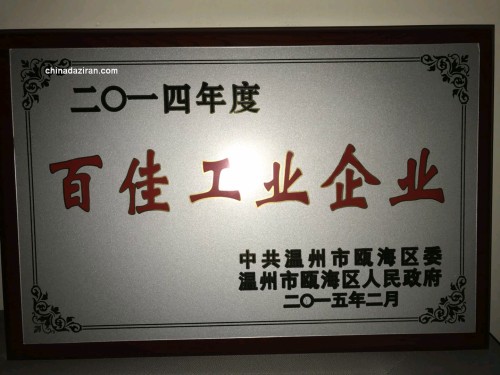 chinadaziran.com
二〇一四年度
百佳工业企业
中共温州市瓯海区委
温州市瓯海区人民政府
二〇一五年二月